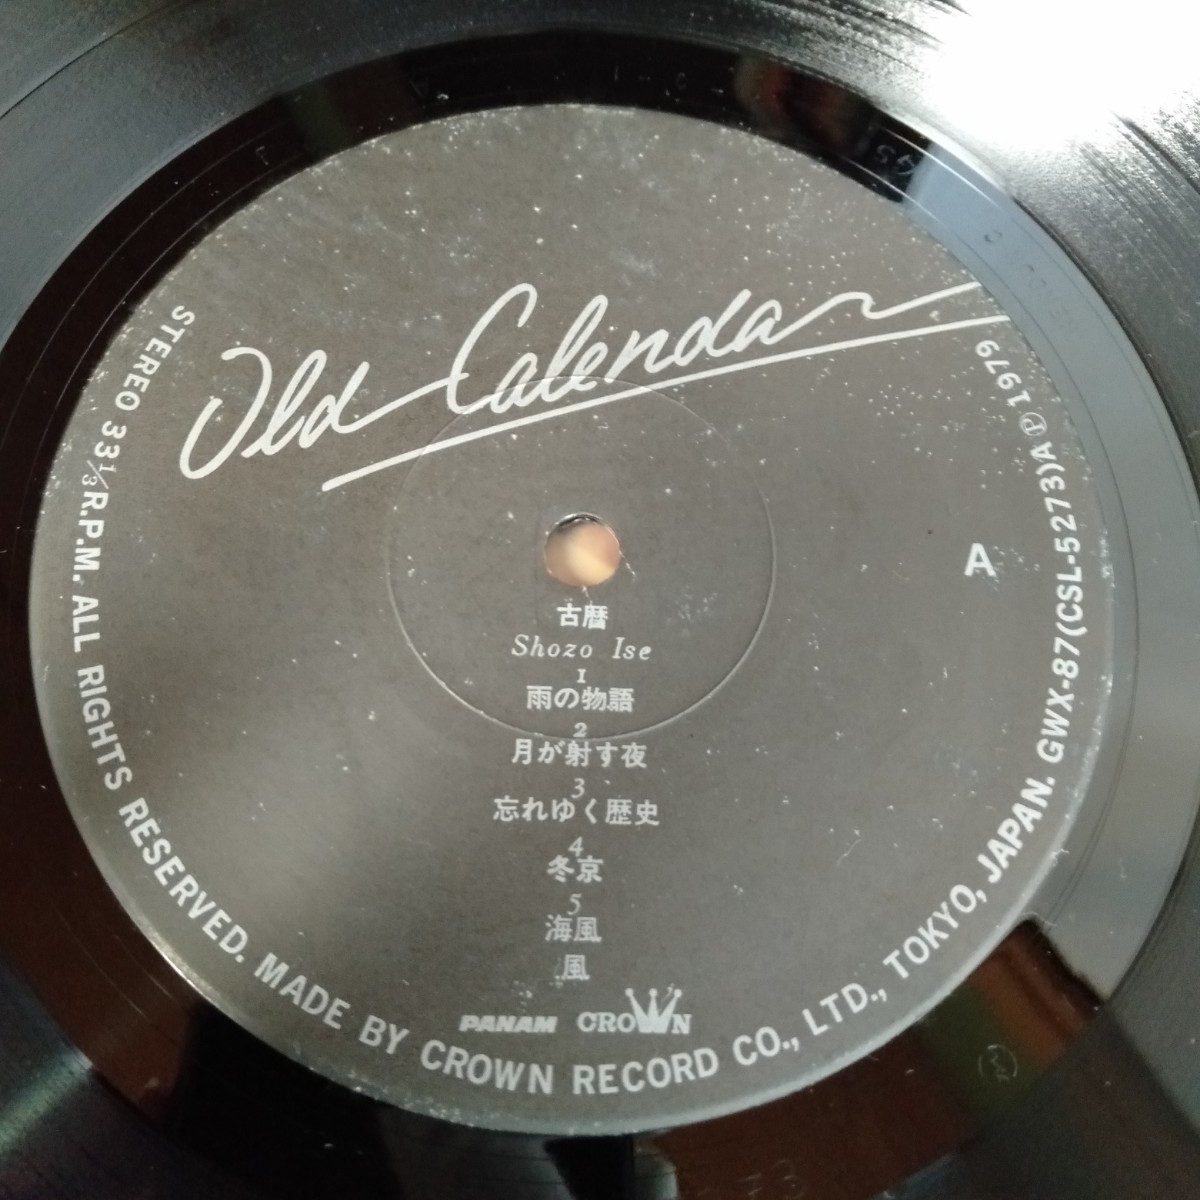 Old Calendar
STEREO 33⅓ R.P.M. ALL RIGHTS RESERVED. MADE BY CROWN RECORD CO., LTD., TOKYO, JAPAN. GWX-87(CSL-5273)A Ⓟ 1979
A
古暦
Shozo Ise
1
雨の物語
2
月が射す夜
3
忘れゆく歴史
4
冬京
5
海風
風
PANAM CROWN